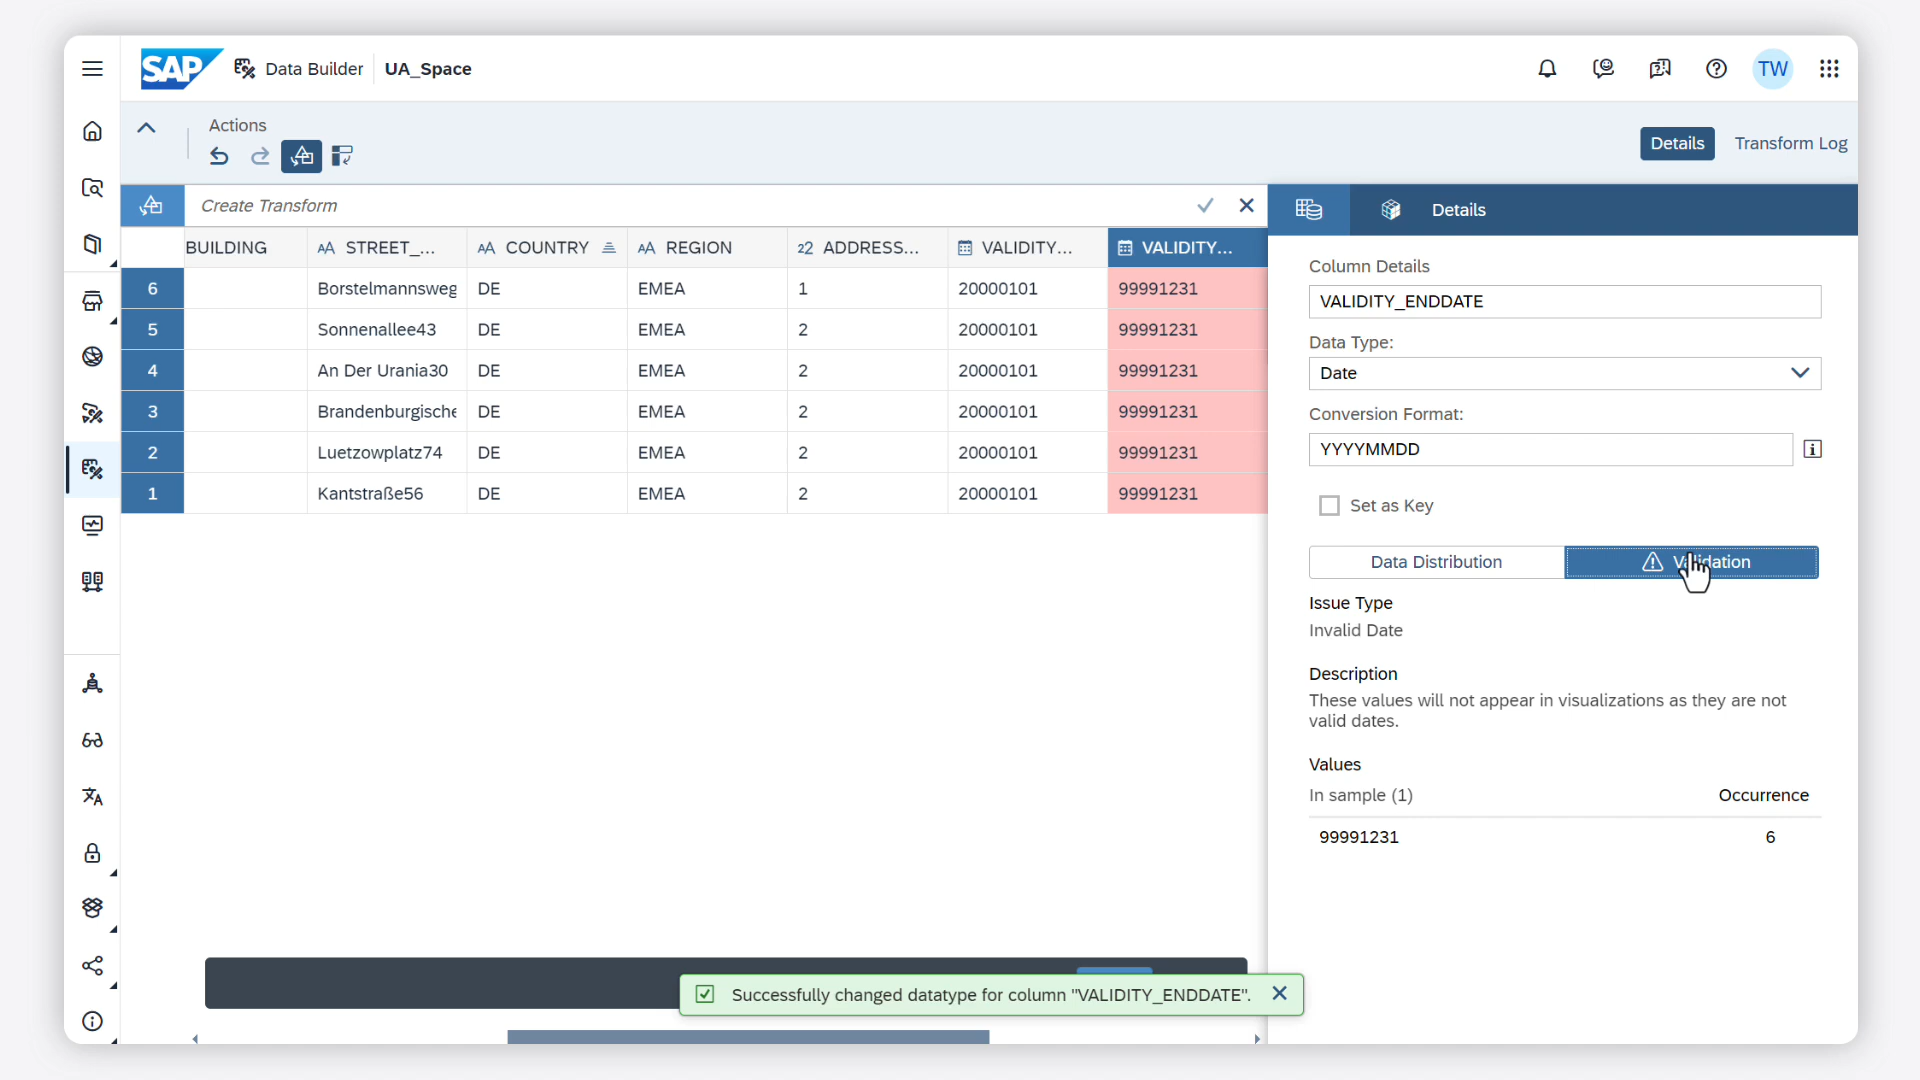 SAP Data Builder UA_Space TW
Actions
Details Transform Log
Create Transform
Details
BUILDING AA STREET_... AA COUNTRY AA REGION 22 ADDRESS... VALIDITY... VALIDITY...
6 Borstelmannsweg DE EMEA 1 20000101 99991231
5 Sonnenallee43 DE EMEA 2 20000101 99991231
4 An Der Urania30 DE EMEA 2 20000101 99991231
3 Brandenburgische DE EMEA 2 20000101 99991231
2 Luetzowplatz74 DE EMEA 2 20000101 99991231
1 Kantstraße56 DE EMEA 2 20000101 99991231
Column Details
VALIDITY_ENDDATE
Data Type:
Date
Conversion Format:
YYYYMMDD
Set as Key
Data Distribution Validation
Issue Type
Invalid Date
Description
These values will not appear in visualizations as they are not
valid dates.
Values
In sample (1) Occurrence
99991231 6
Successfully changed datatype for column "VALIDITY_ENDDATE".